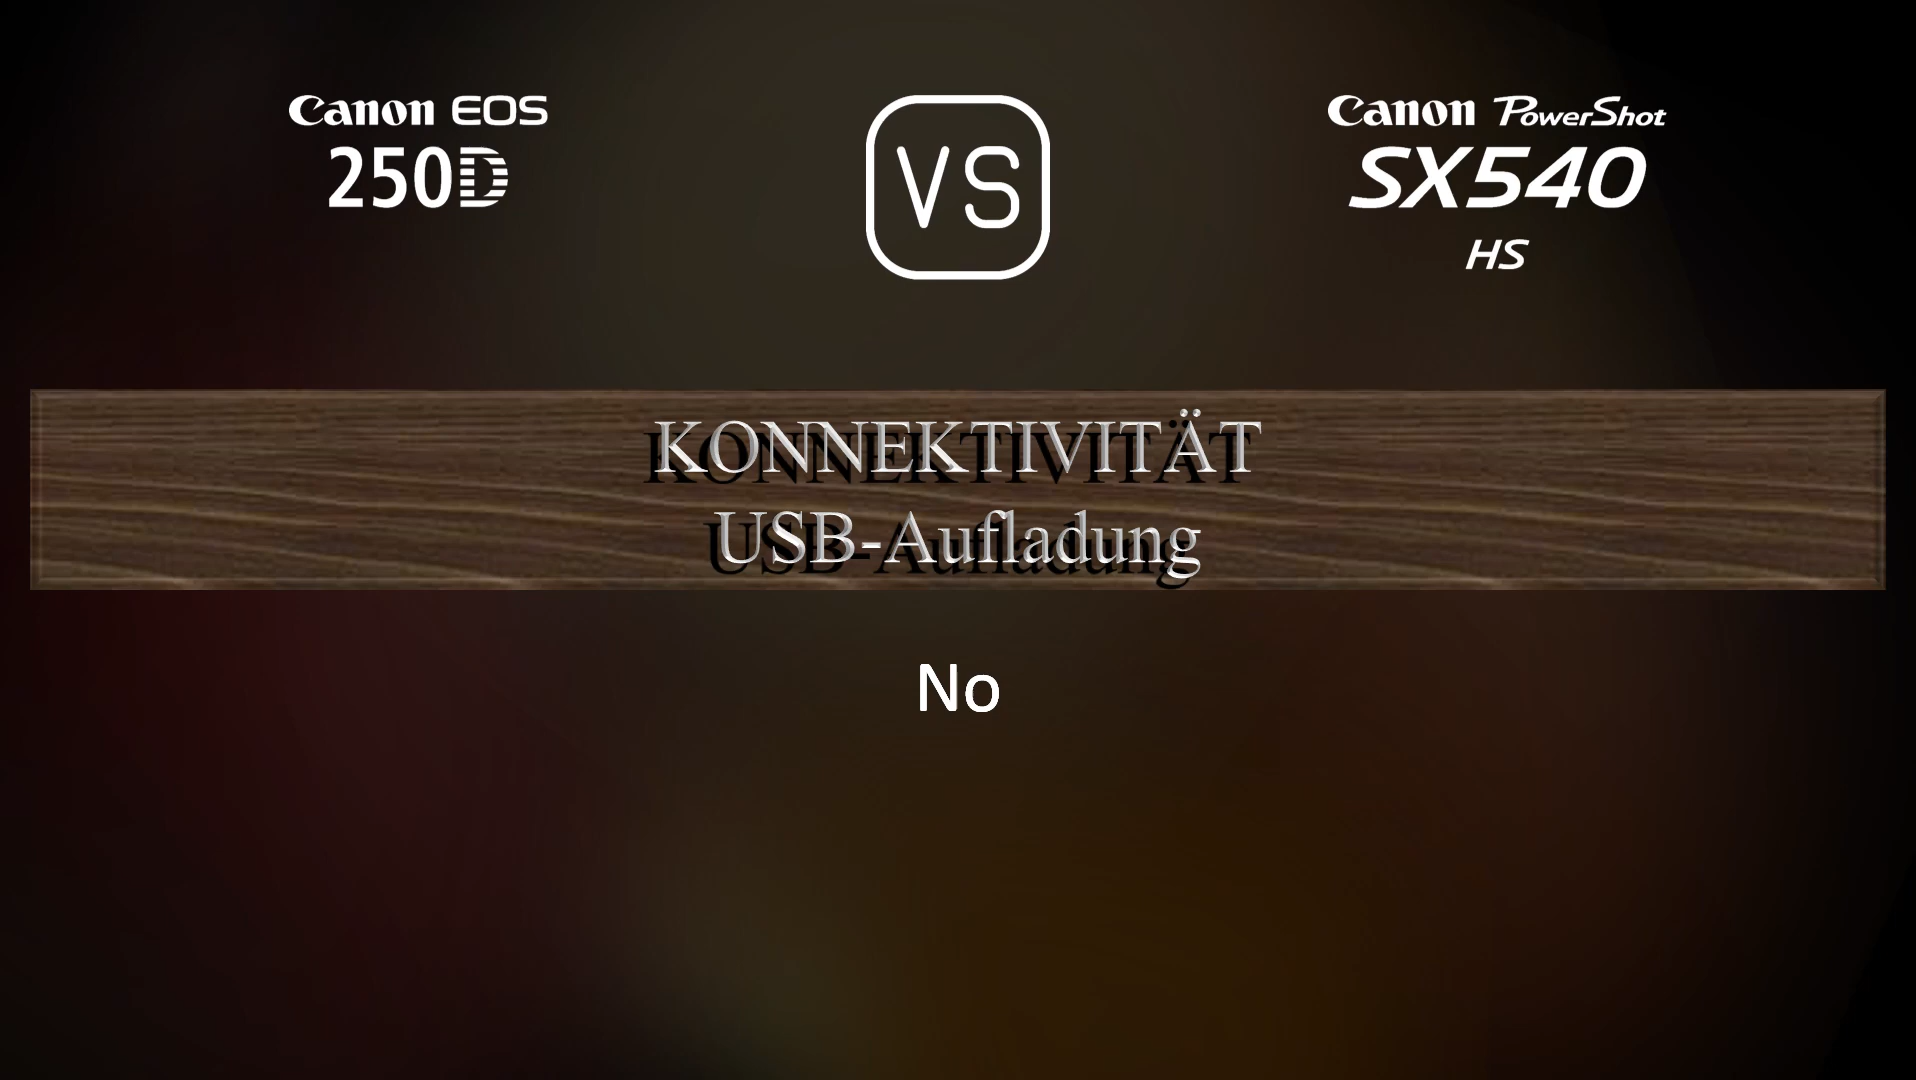 Canon EOS
250D
VS
Canon PowerShot
SX540
HS
KONNEKTIVITÄT
USB-Aufladung
No